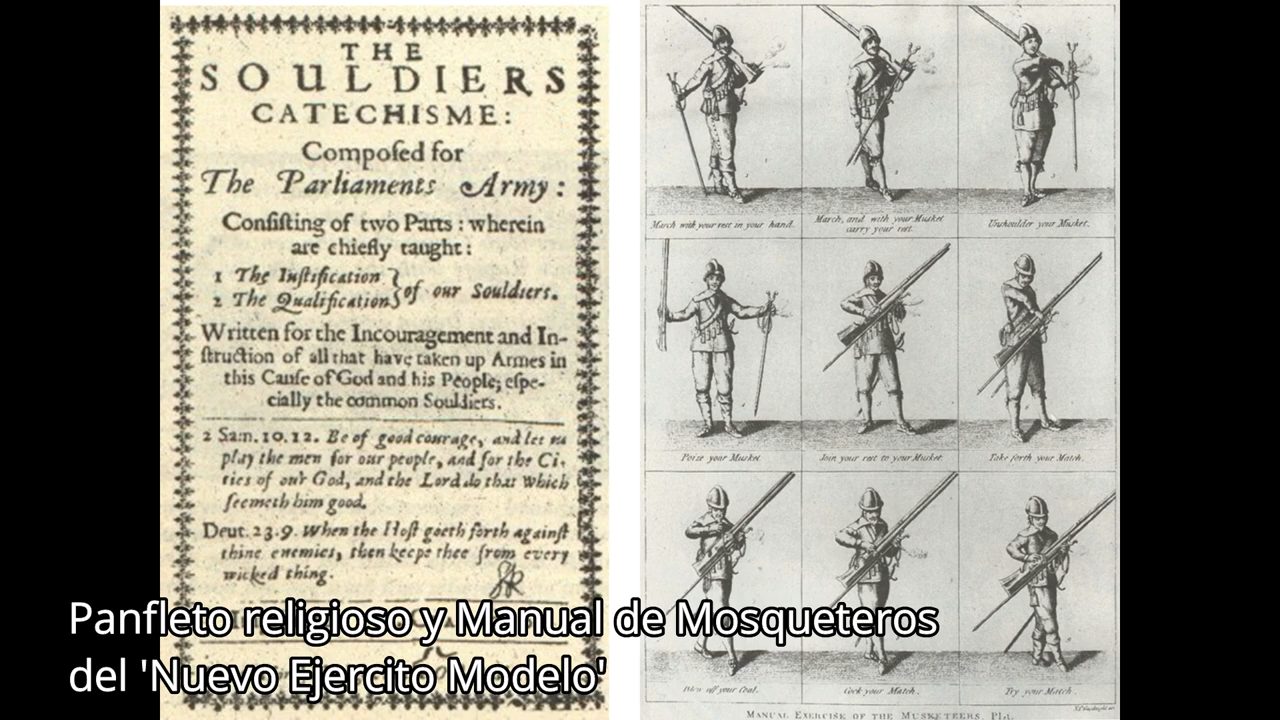 THE
SOULDIERS
CATECHISME:
Composed for
The Parliaments Army:
Consisting of two Parts: wherein
are chiefly taught:
1 The Iustification
2 The Qualification } of our Souldiers.
Written for the Incouragement and In-
struction of all that have taken up Armes in
this Cause of God and his People; espe-
cially the common Souldiers.
2 Sam. 10.12. Be of good courage, and let us
play the men for our people, and for the Ci-
ties of our God, and the Lord do that which
seemeth him good.
Deut. 23.9. When the Host goeth forth against
thine enemies, then keepe thee from every
wicked thing.
March with your rest in your hand.
March, and with your Musket
carry your rest.
Unshoulder your Musket.
Poize your Musket.
Join your rest to your Musket.
Take forth your Match.
Blow off your Coal.
Cock your Match.
Try your Match.
MANUAL EXERCISE OF THE MUSKETEERS. Pl.1.
Panfleto religioso y Manual de Mosqueteros
del 'Nuevo Ejercito Modelo'